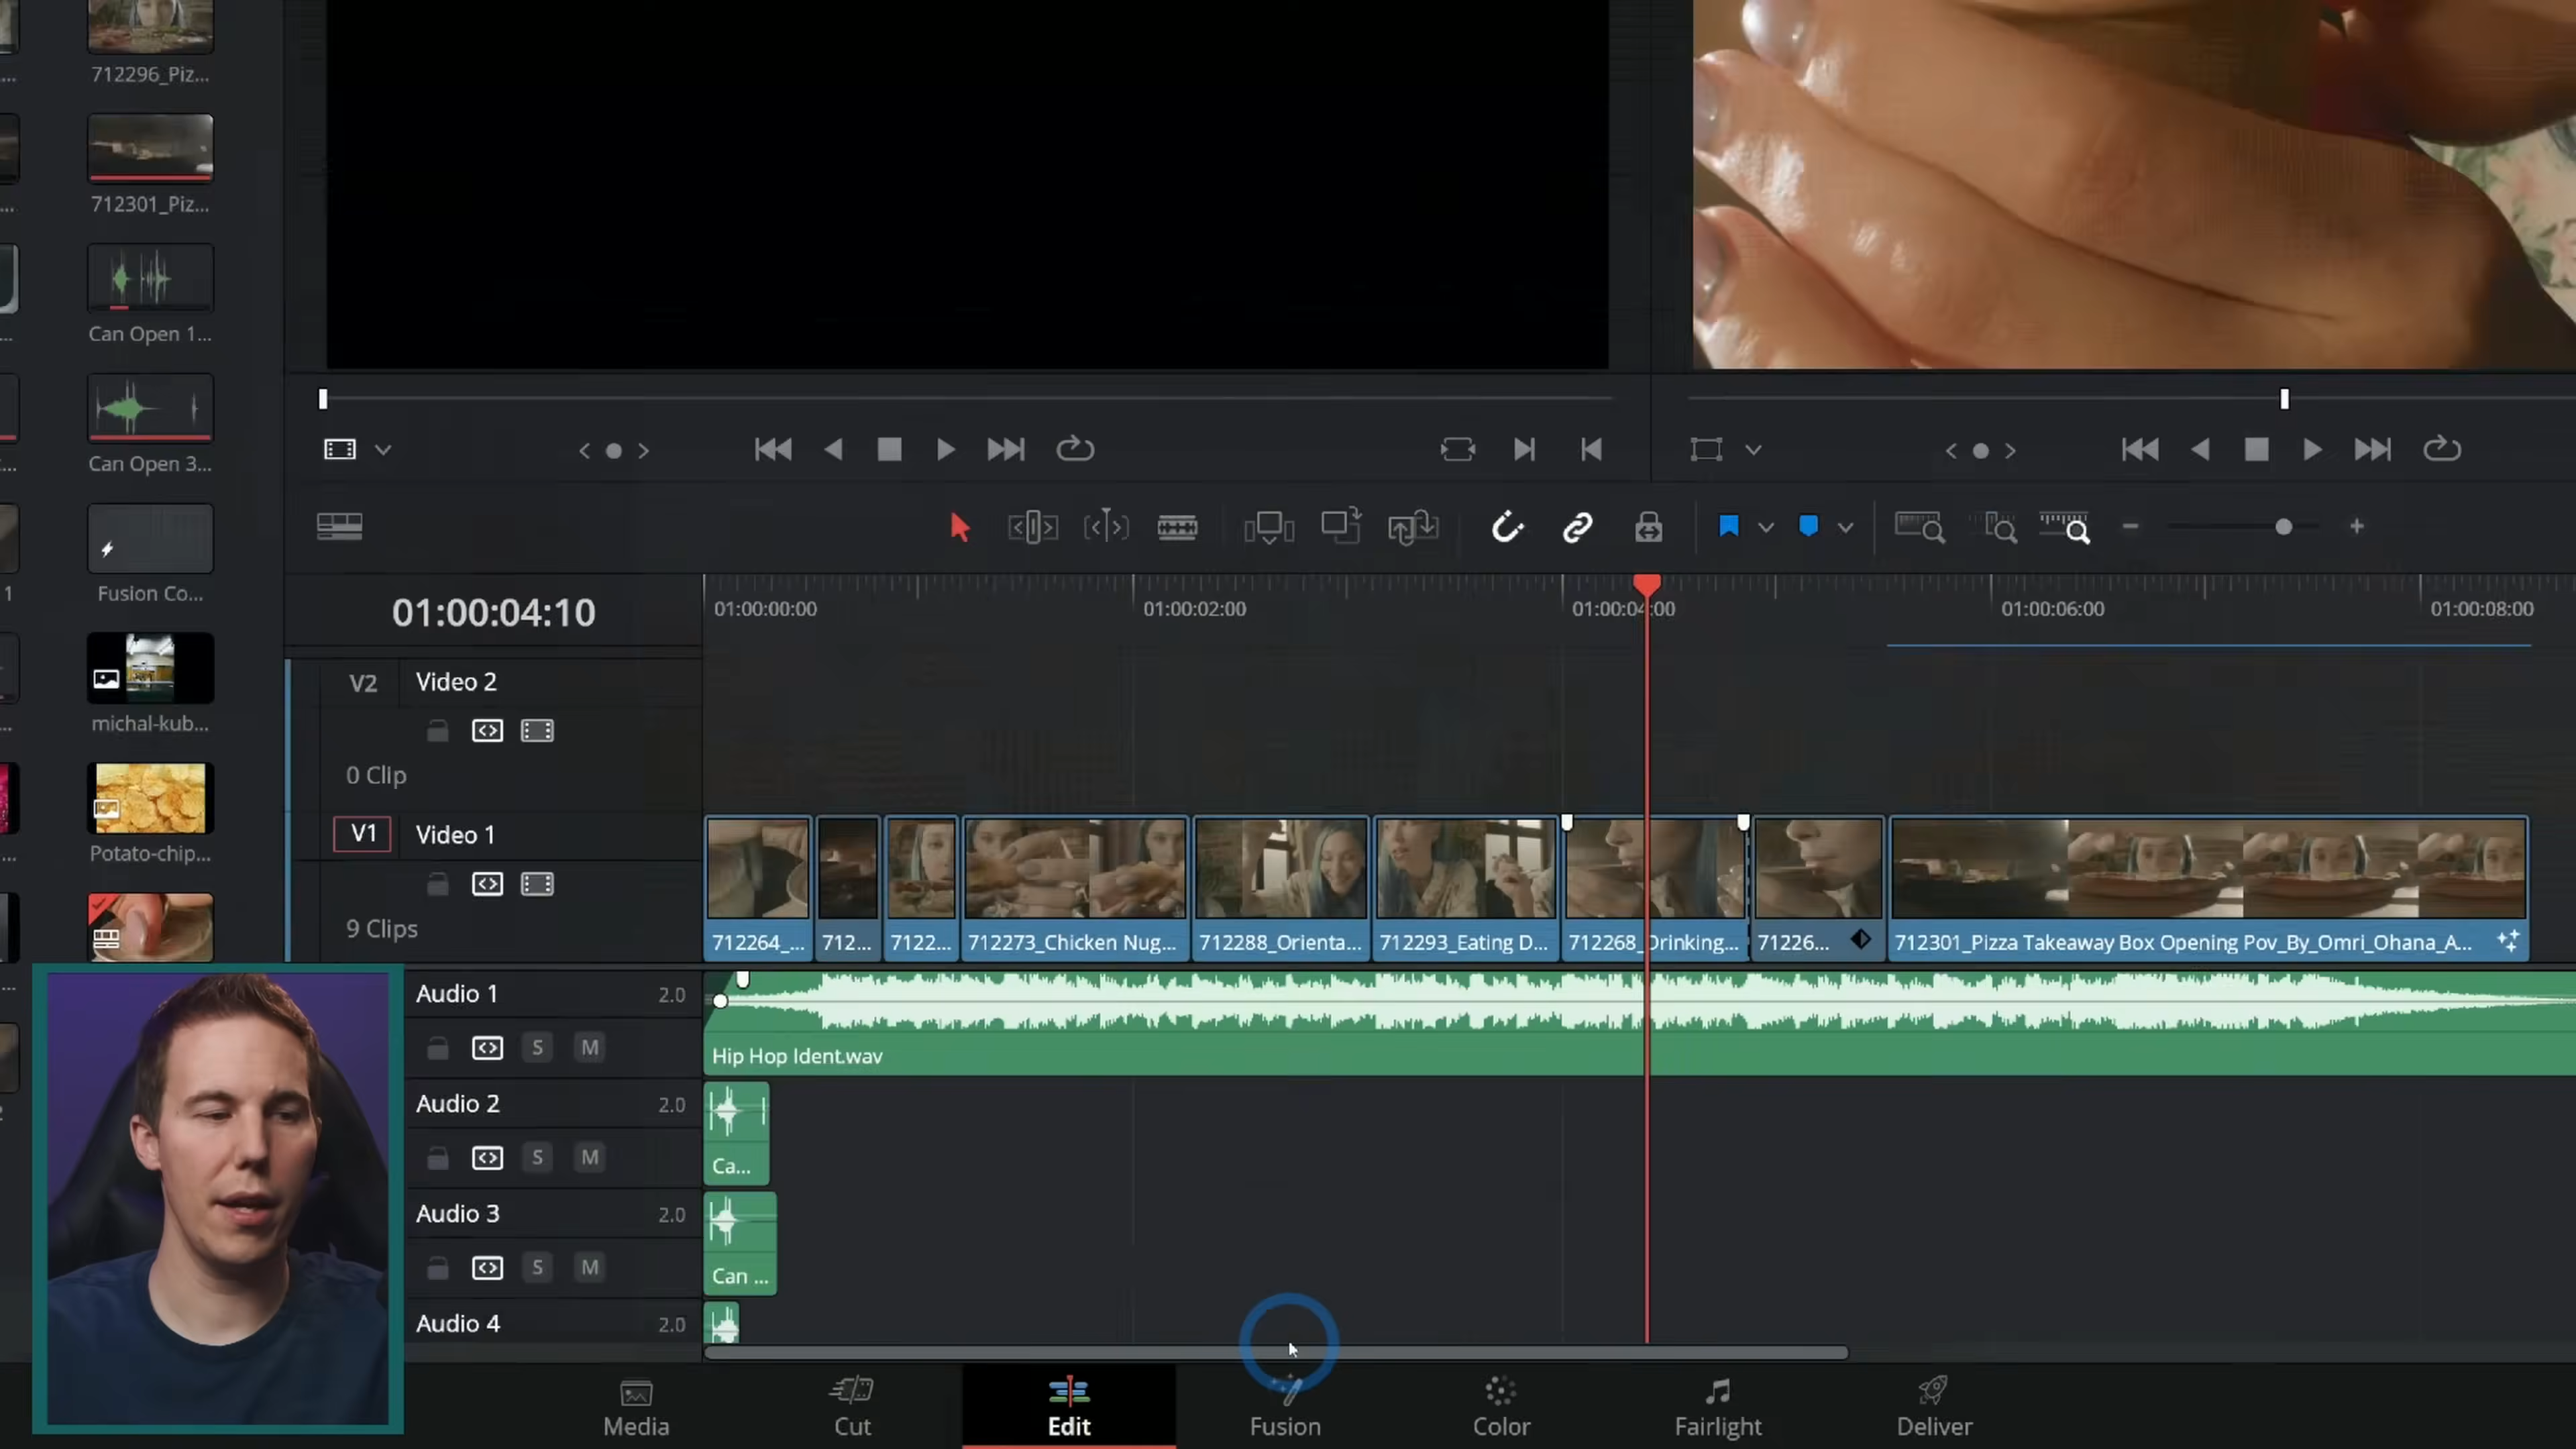 712296_Piz...
712301_Piz...
Can Open 1...
Can Open 3...
Fusion Co...
1
michal-kub...
Potato-chip...
01:00:04:10
01:00:00:00
01:00:02:00
01:00:04:00
01:00:06:00
01:00:08:00
V2 Video 2
0 Clip
V1 Video 1
9 Clips
712264_...
712...
7122...
712273_Chicken Nug...
712288_Orienta...
712293_Eating D...
712268_Drinking...
71226...
712301_Pizza Takeaway Box Opening Pov_By_Omri_Ohana_A...
Audio 1 2.0
S M
Hip Hop Ident.wav
Audio 2 2.0
S M
Ca...
Audio 3 2.0
S M
Can ...
Audio 4 2.0
Media
Cut
Edit
Fusion
Color
Fairlight
Deliver